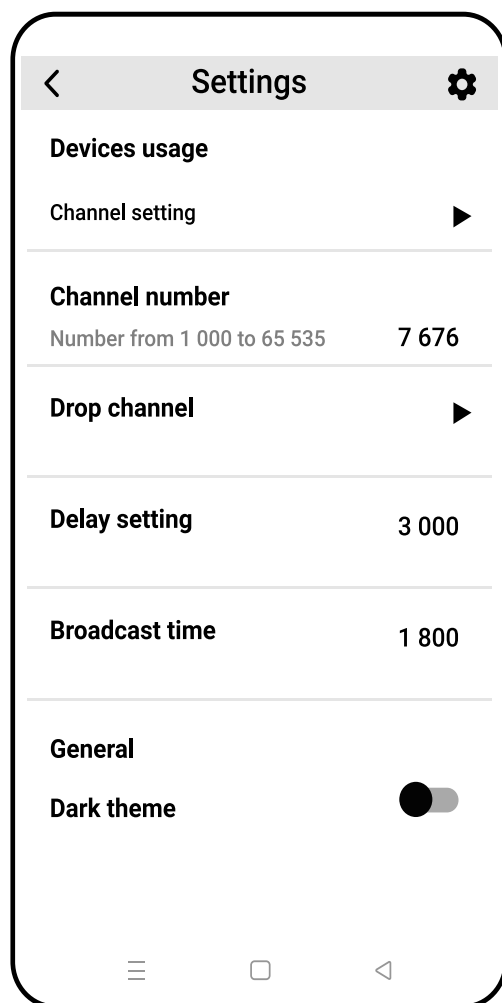 Settings
Devices usage
Channel setting
Channel number
Number from 1 000 to 65 535 7 676
Drop channel
Delay setting 3 000
Broadcast time 1 800
General
Dark theme